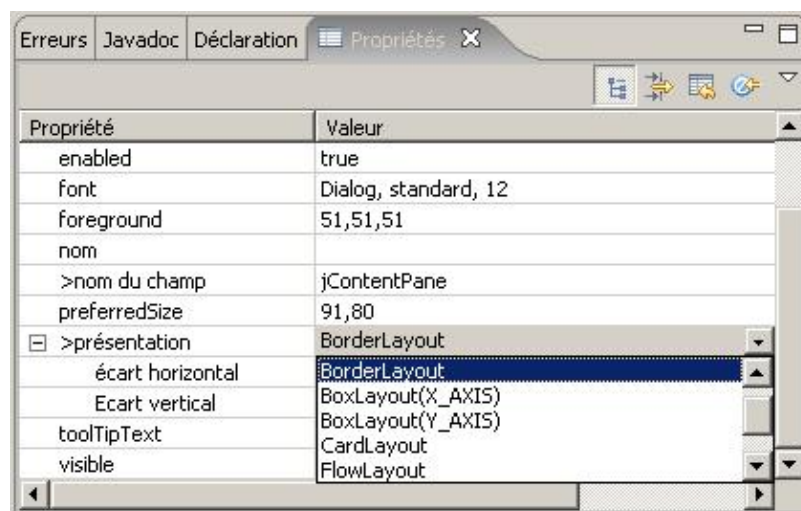 Erreurs Javadoc Déclaration Propriétés
Propriété Valeur
enabled true
font Dialog, standard, 12
foreground 51,51,51
nom
>nom du champ jContentPane
preferredSize 91,80
>présentation BorderLayout
écart horizontal BorderLayout
BoxLayout(X_AXIS)
Ecart vertical BoxLayout(Y_AXIS)
toolTipText CardLayout
visible FlowLayout